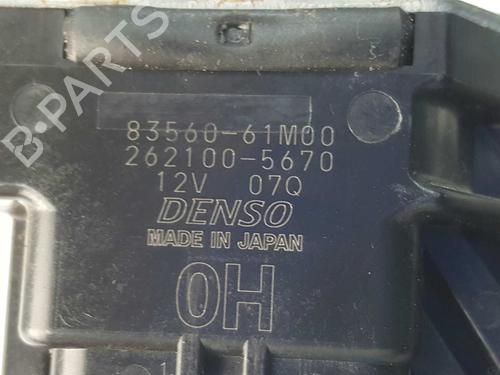 B-PARTS
83560-61M00
262100-5670
12V 07Q
DENSO
MADE IN JAPAN
0H